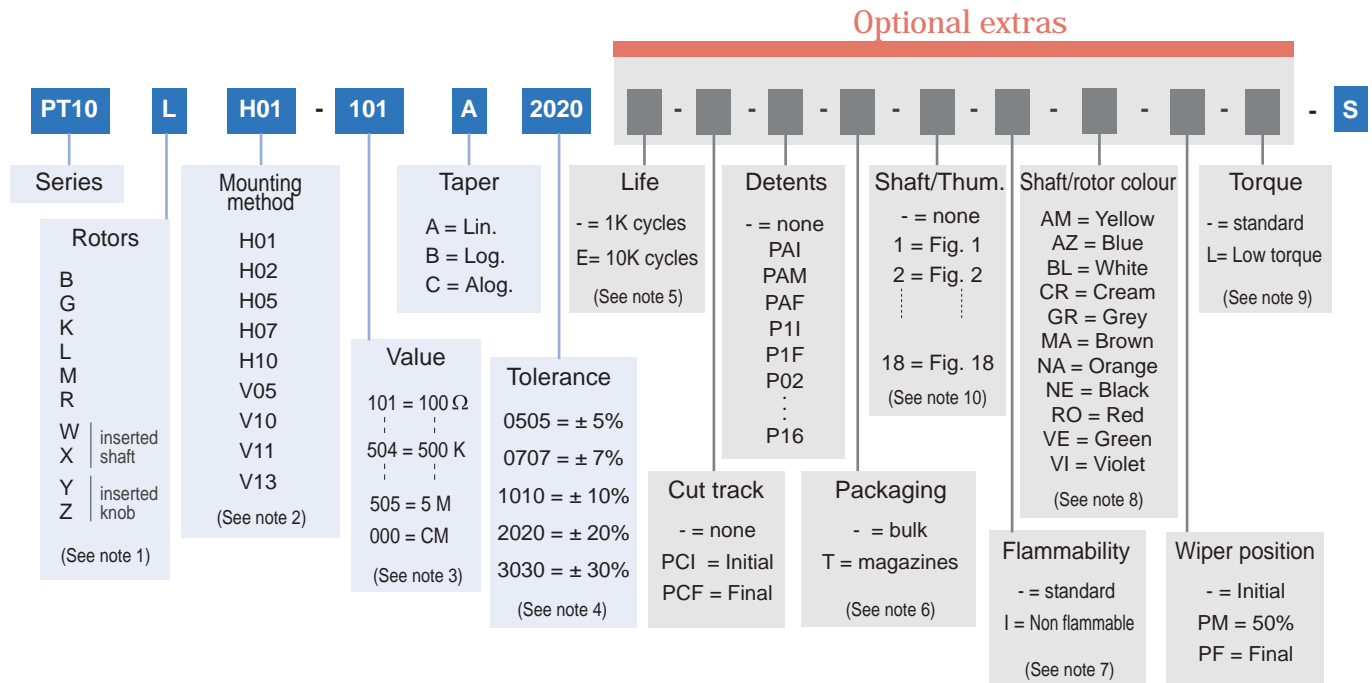 Optional extras
PT10 L H01 - 101 A 2020 - - - - - - - - - S
Series
Rotors
B
G
K
L
M
R
W
X
inserted
shaft
Y
Z
inserted
knob
(See note 1)
Mounting
method
H01
H02
H05
H07
H10
V05
V10
V11
V13
(See note 2)
Value
101 = 100 Ω
504 = 500 K
505 = 5 M
000 = CM
(See note 3)
Taper
A = Lin.
B = Log.
C = Alog.
Tolerance
0505 = ± 5%
0707 = ± 7%
1010 = ± 10%
2020 = ± 20%
3030 = ± 30%
(See note 4)
Life
- = 1K cycles
E= 10K cycles
(See note 5)
Cut track
- = none
PCI = Initial
PCF = Final
Detents
- = none
PAI
PAM
PAF
P1I
P1F
P02
:
P16
Packaging
- = bulk
T = magazines
(See note 6)
Shaft/Thum.
- = none
1 = Fig. 1
2 = Fig. 2
18 = Fig. 18
(See note 10)
Flammability
- = standard
I = Non flammable
(See note 7)
Shaft/rotor colour
AM = Yellow
AZ = Blue
BL = White
CR = Cream
GR = Grey
MA = Brown
NA = Orange
NE = Black
RO = Red
VE = Green
VI = Violet
(See note 8)
Wiper position
- = Initial
PM = 50%
PF = Final
Torque
- = standard
L= Low torque
(See note 9)